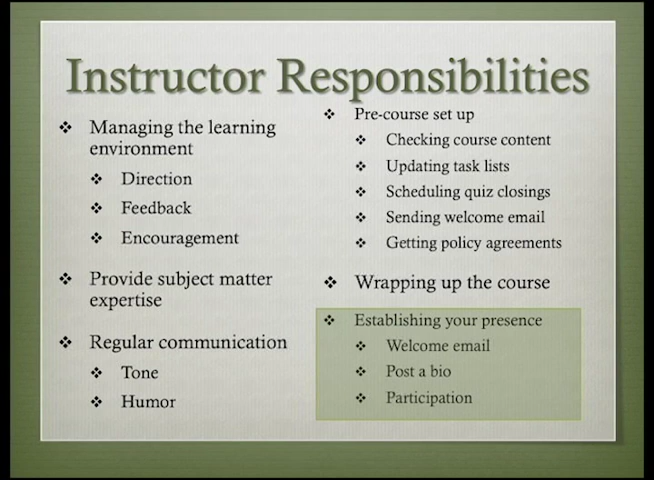 Instructor Responsibilities
Managing the learning
environment
Direction
Feedback
Encouragement
Provide subject matter
expertise
Regular communication
Tone
Humor
Pre-course set up
Checking course content
Updating task lists
Scheduling quiz closings
Sending welcome email
Getting policy agreements
Wrapping up the course
Establishing your presence
Welcome email
Post a bio
Participation